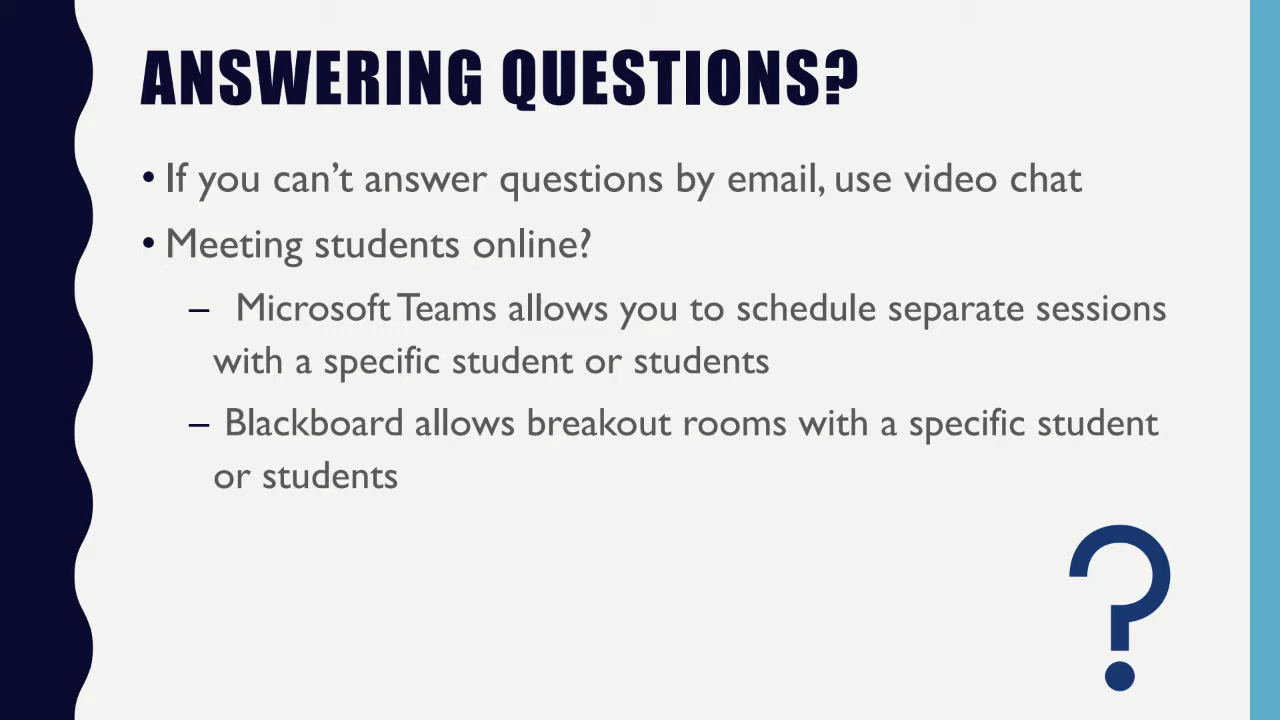 ANSWERING QUESTIONS?
• If you can’t answer questions by email, use video chat
• Meeting students online?
– Microsoft Teams allows you to schedule separate sessions
with a specific student or students
– Blackboard allows breakout rooms with a specific student
or students
?